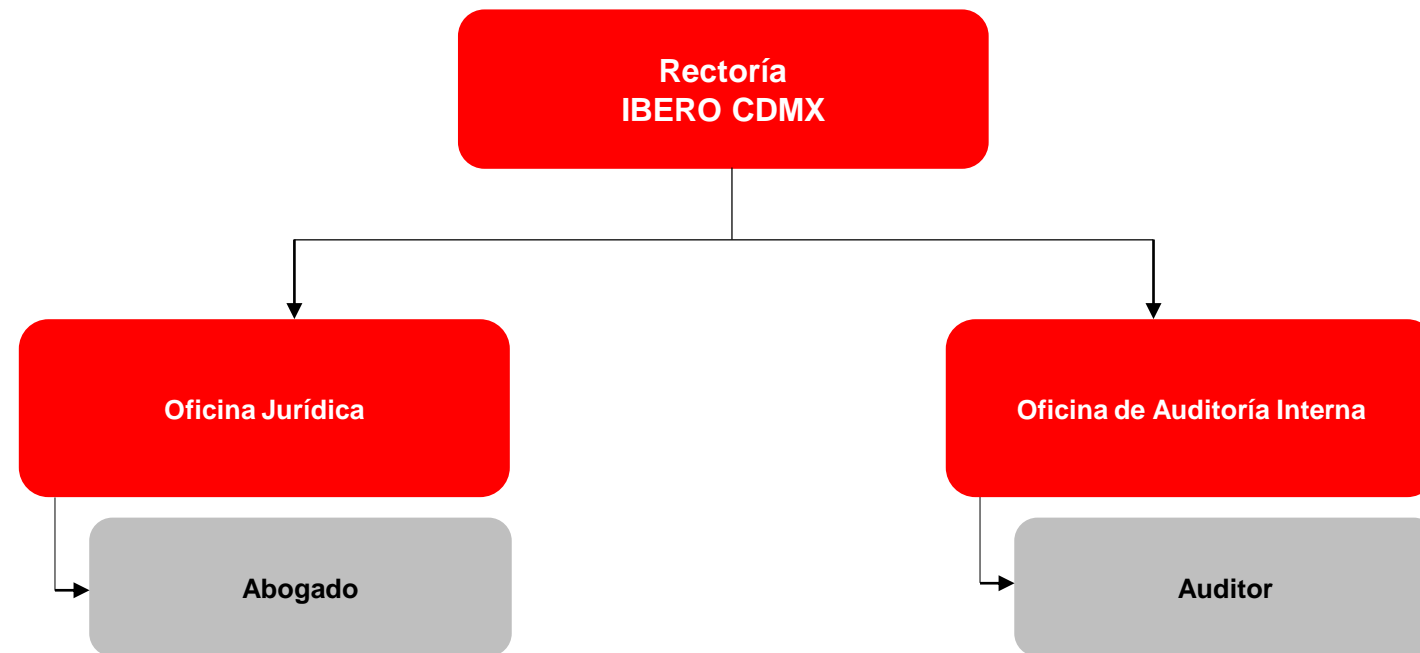 Rectoría
IBERO CDMX
Oficina Jurídica
Oficina de Auditoría Interna
Abogado
Auditor